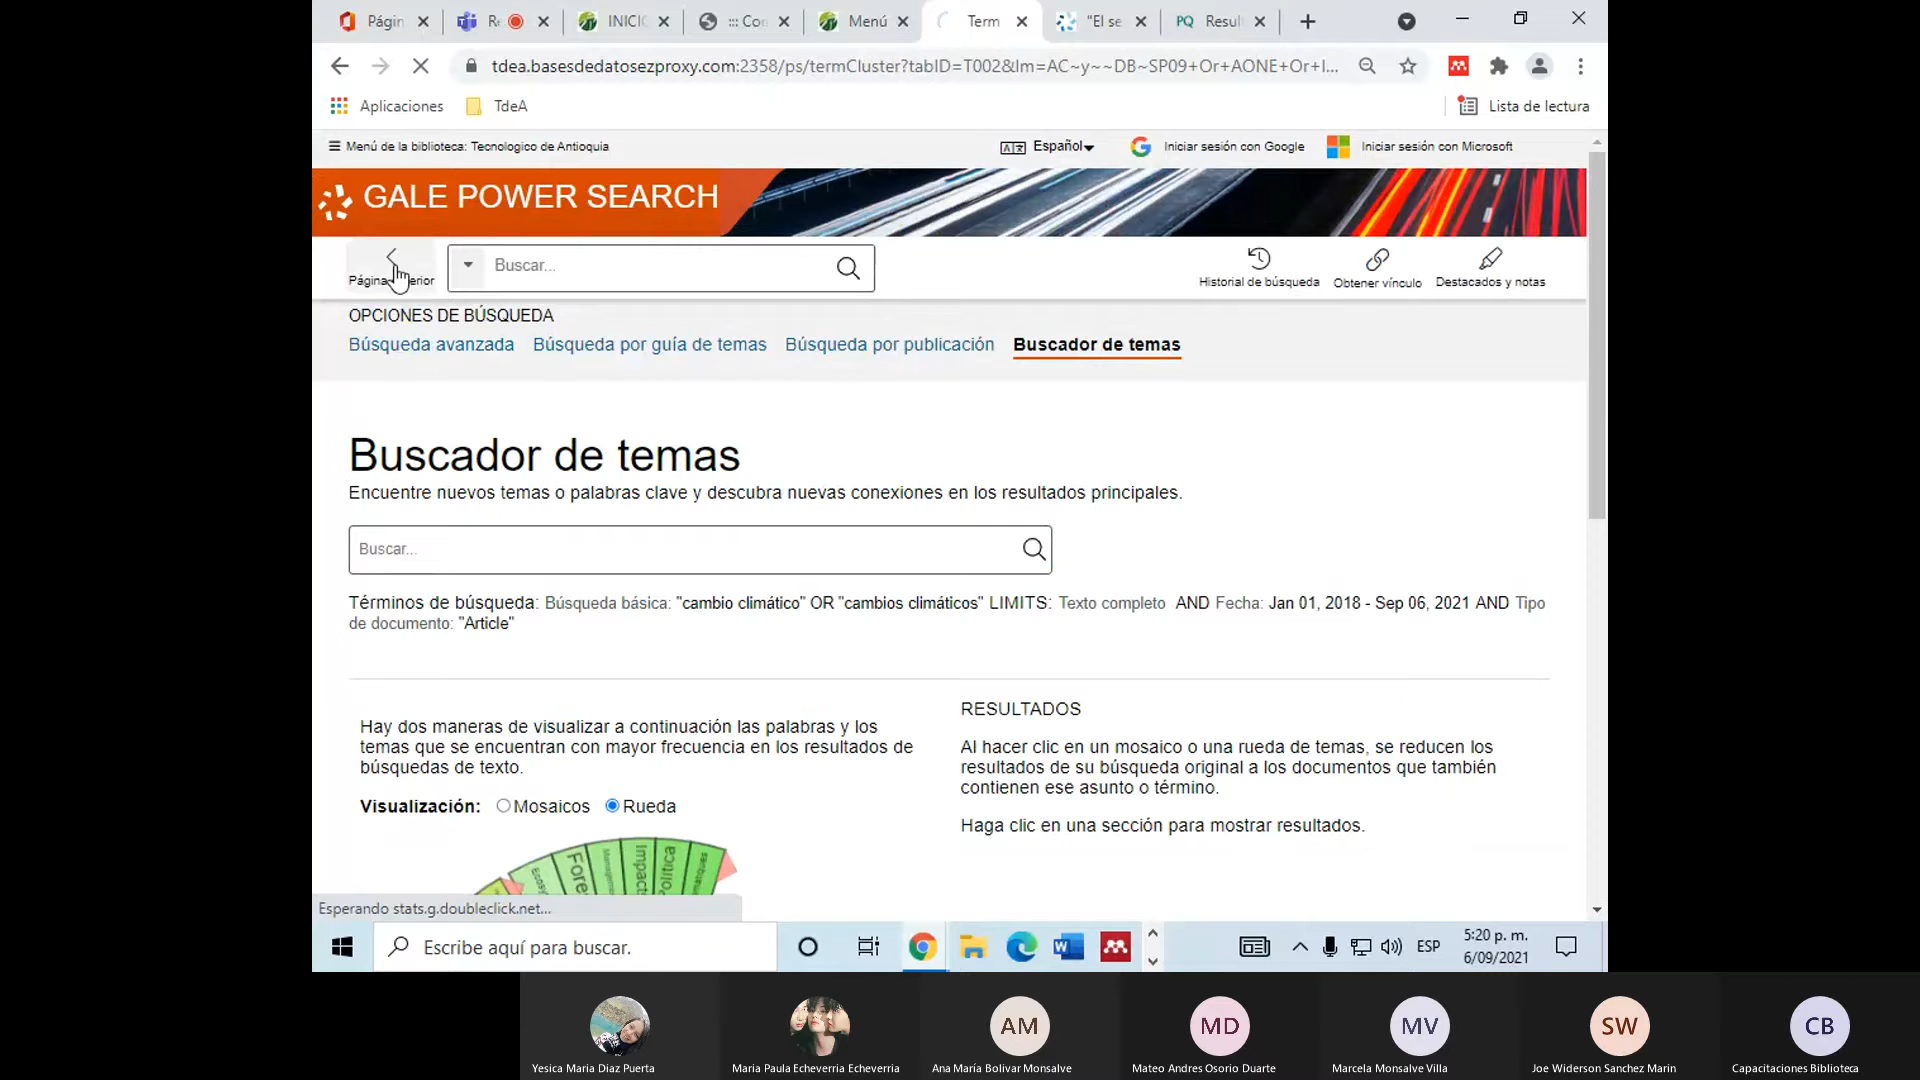 Págin
Re
INICIO
::: Con
Menú
Term
"El se
PQ Resul
tdea.basesdedatosezproxy.com:2358/ps/termCluster?tabID=T002&lm=AC~y~~DB~SP09+Or+AONE+Or+I...
Aplicaciones
TdeA
Lista de lectura
Menú de la biblioteca: Tecnologico de Antioquia
Español
Iniciar sesión con Google
Iniciar sesión con Microsoft
GALE POWER SEARCH
Página anterior
Buscar...
Historial de búsqueda
Obtener vínculo
Destacados y notas
OPCIONES DE BÚSQUEDA
Búsqueda avanzada Búsqueda por guía de temas Búsqueda por publicación Buscador de temas
Buscador de temas
Encuentre nuevos temas o palabras clave y descubra nuevas conexiones en los resultados principales.
Buscar...
Términos de búsqueda: Búsqueda básica: "cambio climático" OR "cambios climáticos" LIMITS: Texto completo AND Fecha: Jan 01, 2018 - Sep 06, 2021 AND Tipo
de documento: "Article"
Hay dos maneras de visualizar a continuación las palabras y los
temas que se encuentran con mayor frecuencia en los resultados de
búsquedas de texto.
Visualización: Mosaicos Rueda
RESULTADOS
Al hacer clic en un mosaico o una rueda de temas, se reducen los
resultados de su búsqueda original a los documentos que también
contienen ese asunto o término.
Haga clic en una sección para mostrar resultados.
Ecosy
Fore
Impact
Política
Esperando stats.g.doubleclick.net...
Escribe aquí para buscar.
ESP
5:20 p. m.
6/09/2021
AM
MD
MV
SW
CB
Yesica Maria Diaz Puerta
Maria Paula Echeverria Echeverria
Ana María Bolivar Monsalve
Mateo Andres Osorio Duarte
Marcela Monsalve Villa
Joe Widerson Sanchez Marin
Capacitaciones Biblioteca